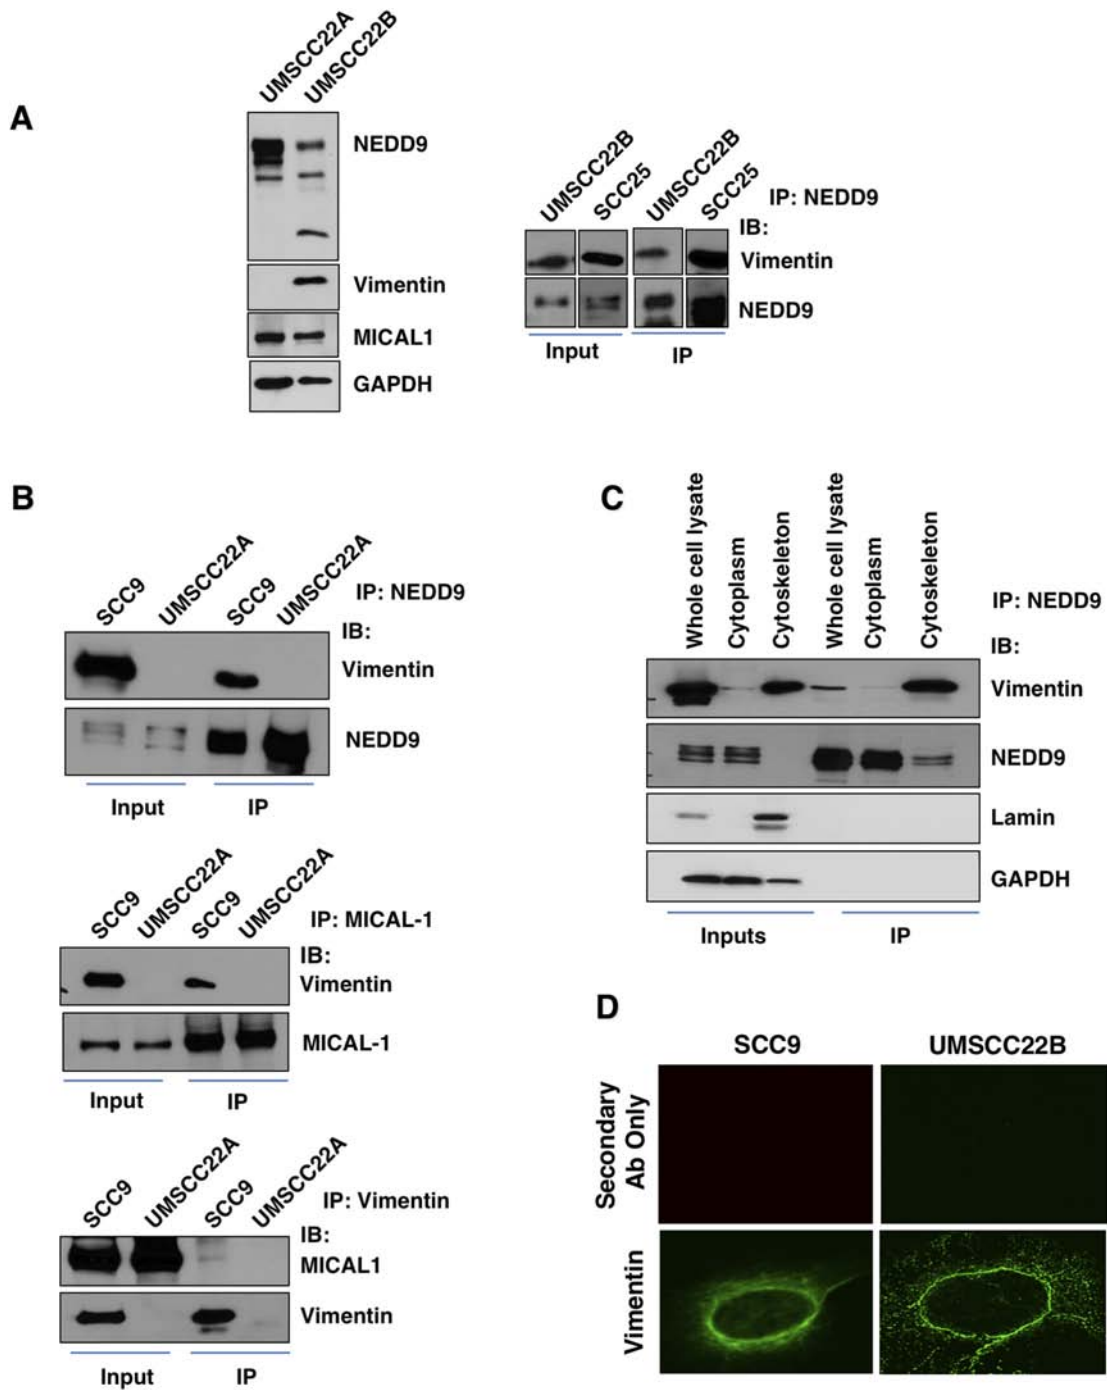 A
UMSCC22A
UMSCC22B
NEDD9
Vimentin
MICAL1
GAPDH
UMSCC22B
SCC25
UMSCC22B
SCC25
IP: NEDD9
IB:
Vimentin
NEDD9
Input
IP
B
SCC9
UMSCC22A
SCC9
UMSCC22A
IP: NEDD9
IB:
Vimentin
NEDD9
Input
IP
SCC9
UMSCC22A
SCC9
UMSCC22A
IP: MICAL-1
IB:
Vimentin
MICAL-1
Input
IP
SCC9
UMSCC22A
SCC9
UMSCC22A
IP: Vimentin
IB:
MICAL1
Vimentin
Input
IP
C
Whole cell lysate
Cytoplasm
Cytoskeleton
Whole cell lysate
Cytoplasm
Cytoskeleton
IP: NEDD9
IB:
Vimentin
NEDD9
Lamin
GAPDH
Inputs
IP
D
SCC9
UMSCC22B
Secondary
Ab Only
Vimentin